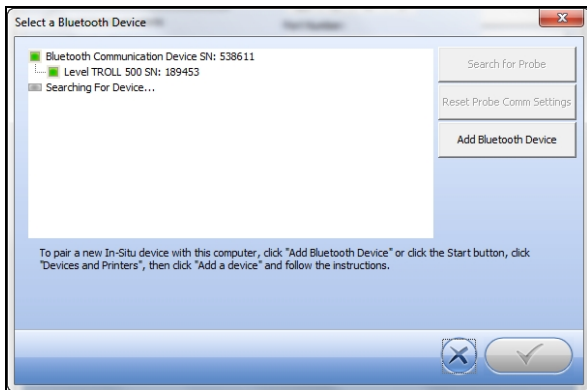 Select a Bluetooth Device
Bluetooth Communication Device SN: 538611
Level TROLL 500 SN: 189453
Searching For Device...
Search for Probe
Reset Probe Comm Settings
Add Bluetooth Device
To pair a new In-Situ device with this computer, click "Add Bluetooth Device" or click the Start button, click
"Devices and Printers", then click "Add a device" and follow the instructions.